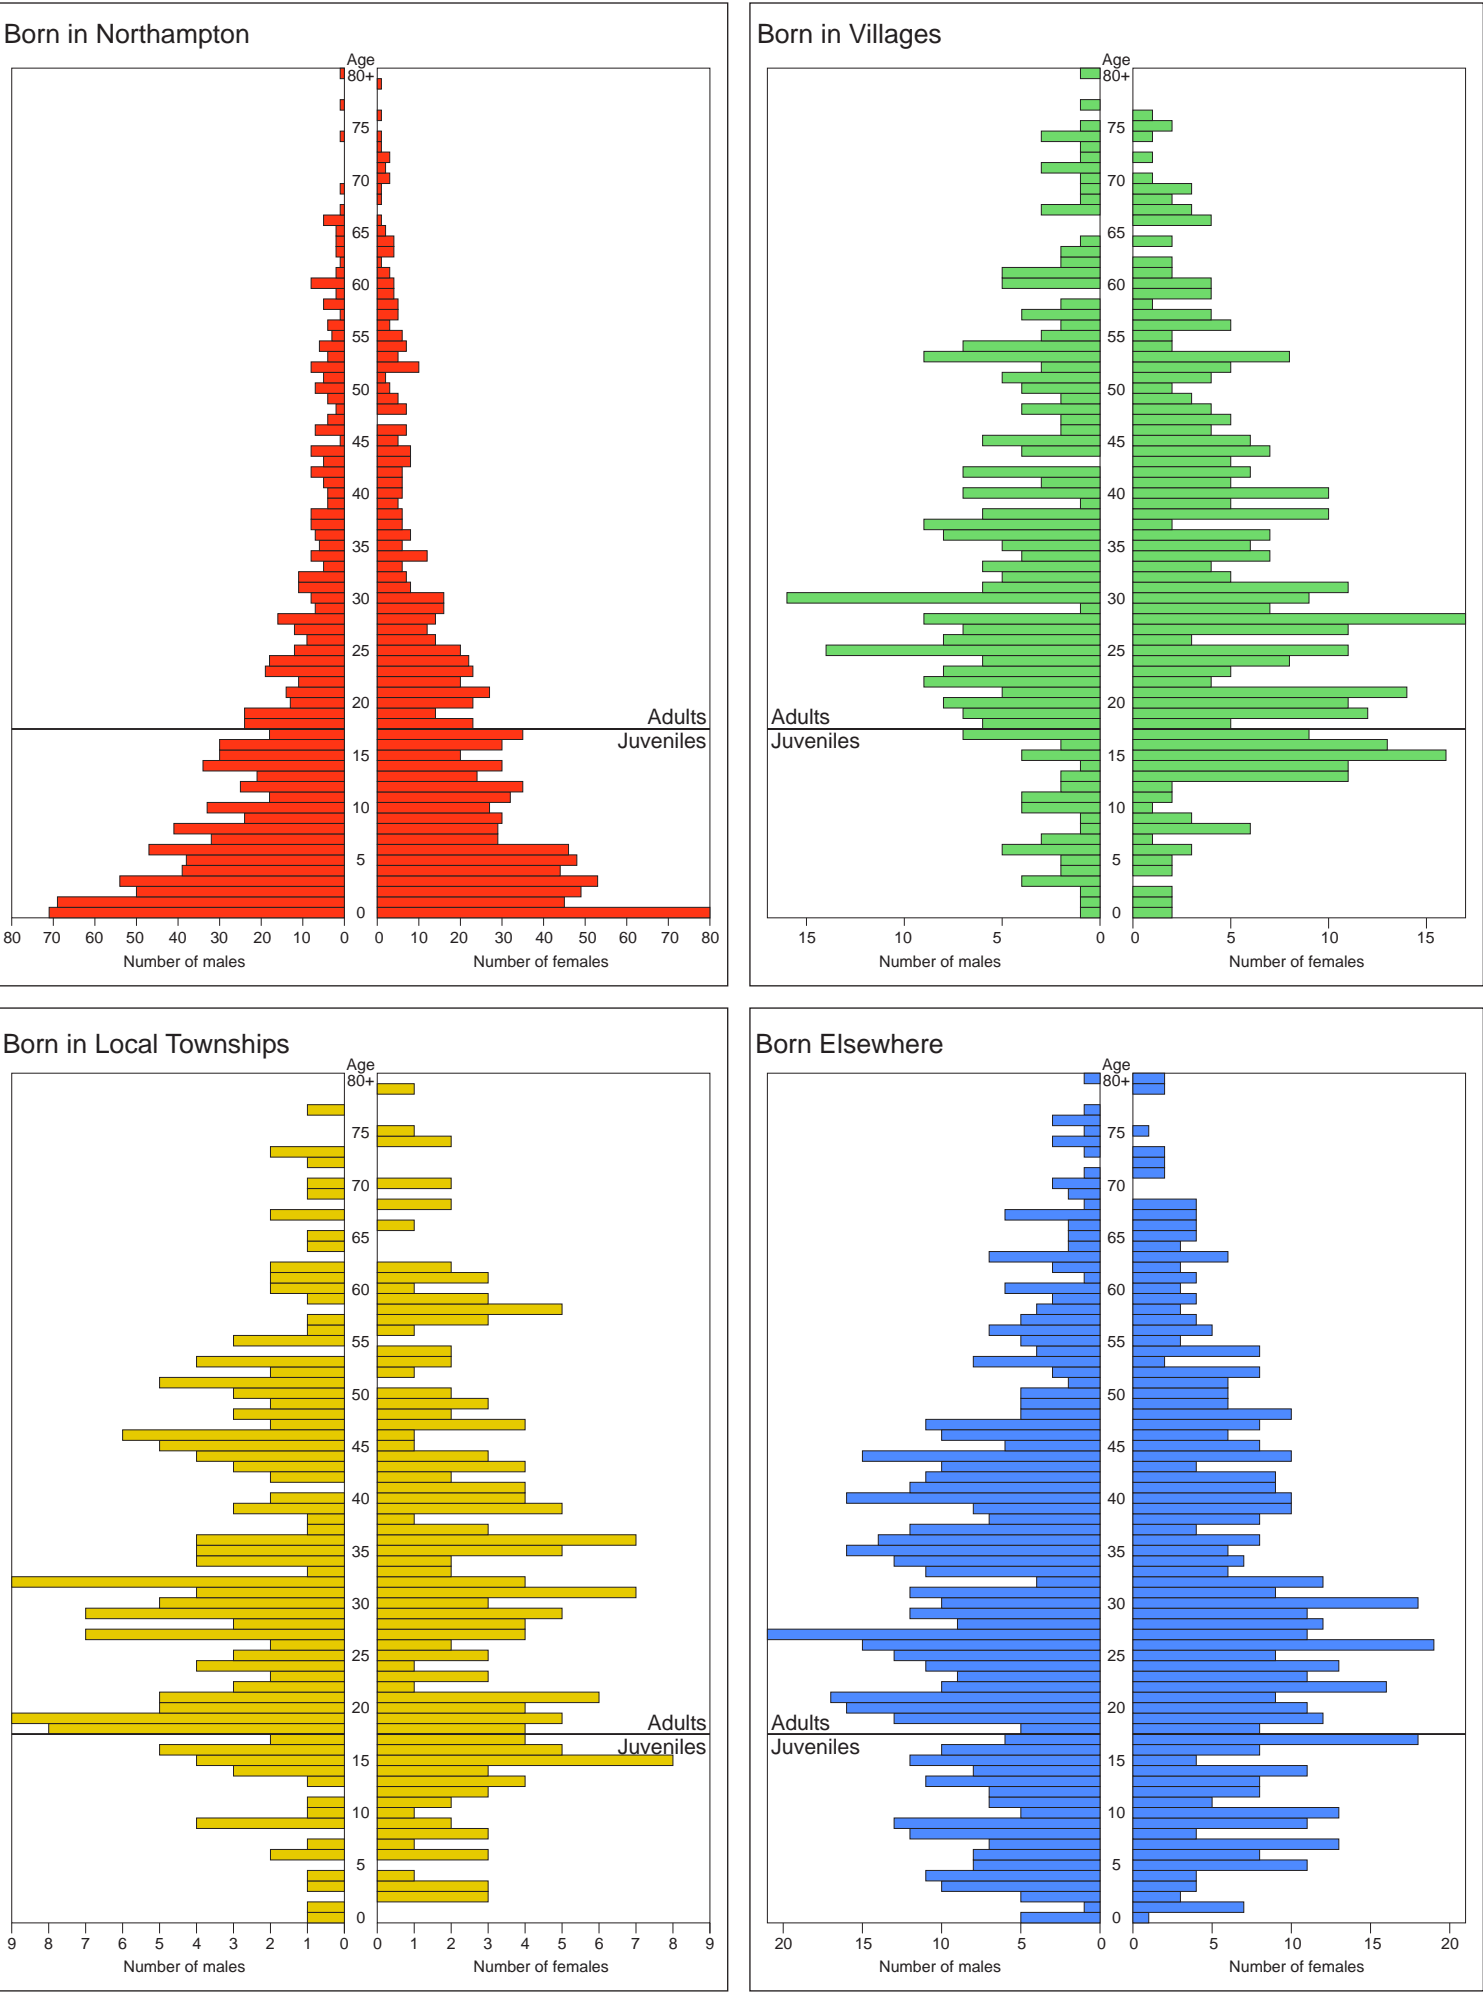 Born in Northampton
Age
80+
75
70
65
60
55
50
45
40
35
30
25
20
15
10
5
0
Adults
Juveniles
80 70 60 50 40 30 20 10 0 0 10 20 30 40 50 60 70 80
Number of males Number of females
Born in Villages
Age
80+
75
70
65
60
55
50
45
40
35
30
25
20
15
10
5
0
Adults
Juveniles
15 10 5 0 0 5 10 15
Number of males Number of females
Born in Local Townships
Age
80+
75
70
65
60
55
50
45
40
35
30
25
20
15
10
5
0
Adults
Juveniles
9 8 7 6 5 4 3 2 1 0 0 1 2 3 4 5 6 7 8 9
Number of males Number of females
Born Elsewhere
Age
80+
75
70
65
60
55
50
45
40
35
30
25
20
15
10
5
0
Adults
Juveniles
20 15 10 5 0 0 5 10 15 20
Number of males Number of females